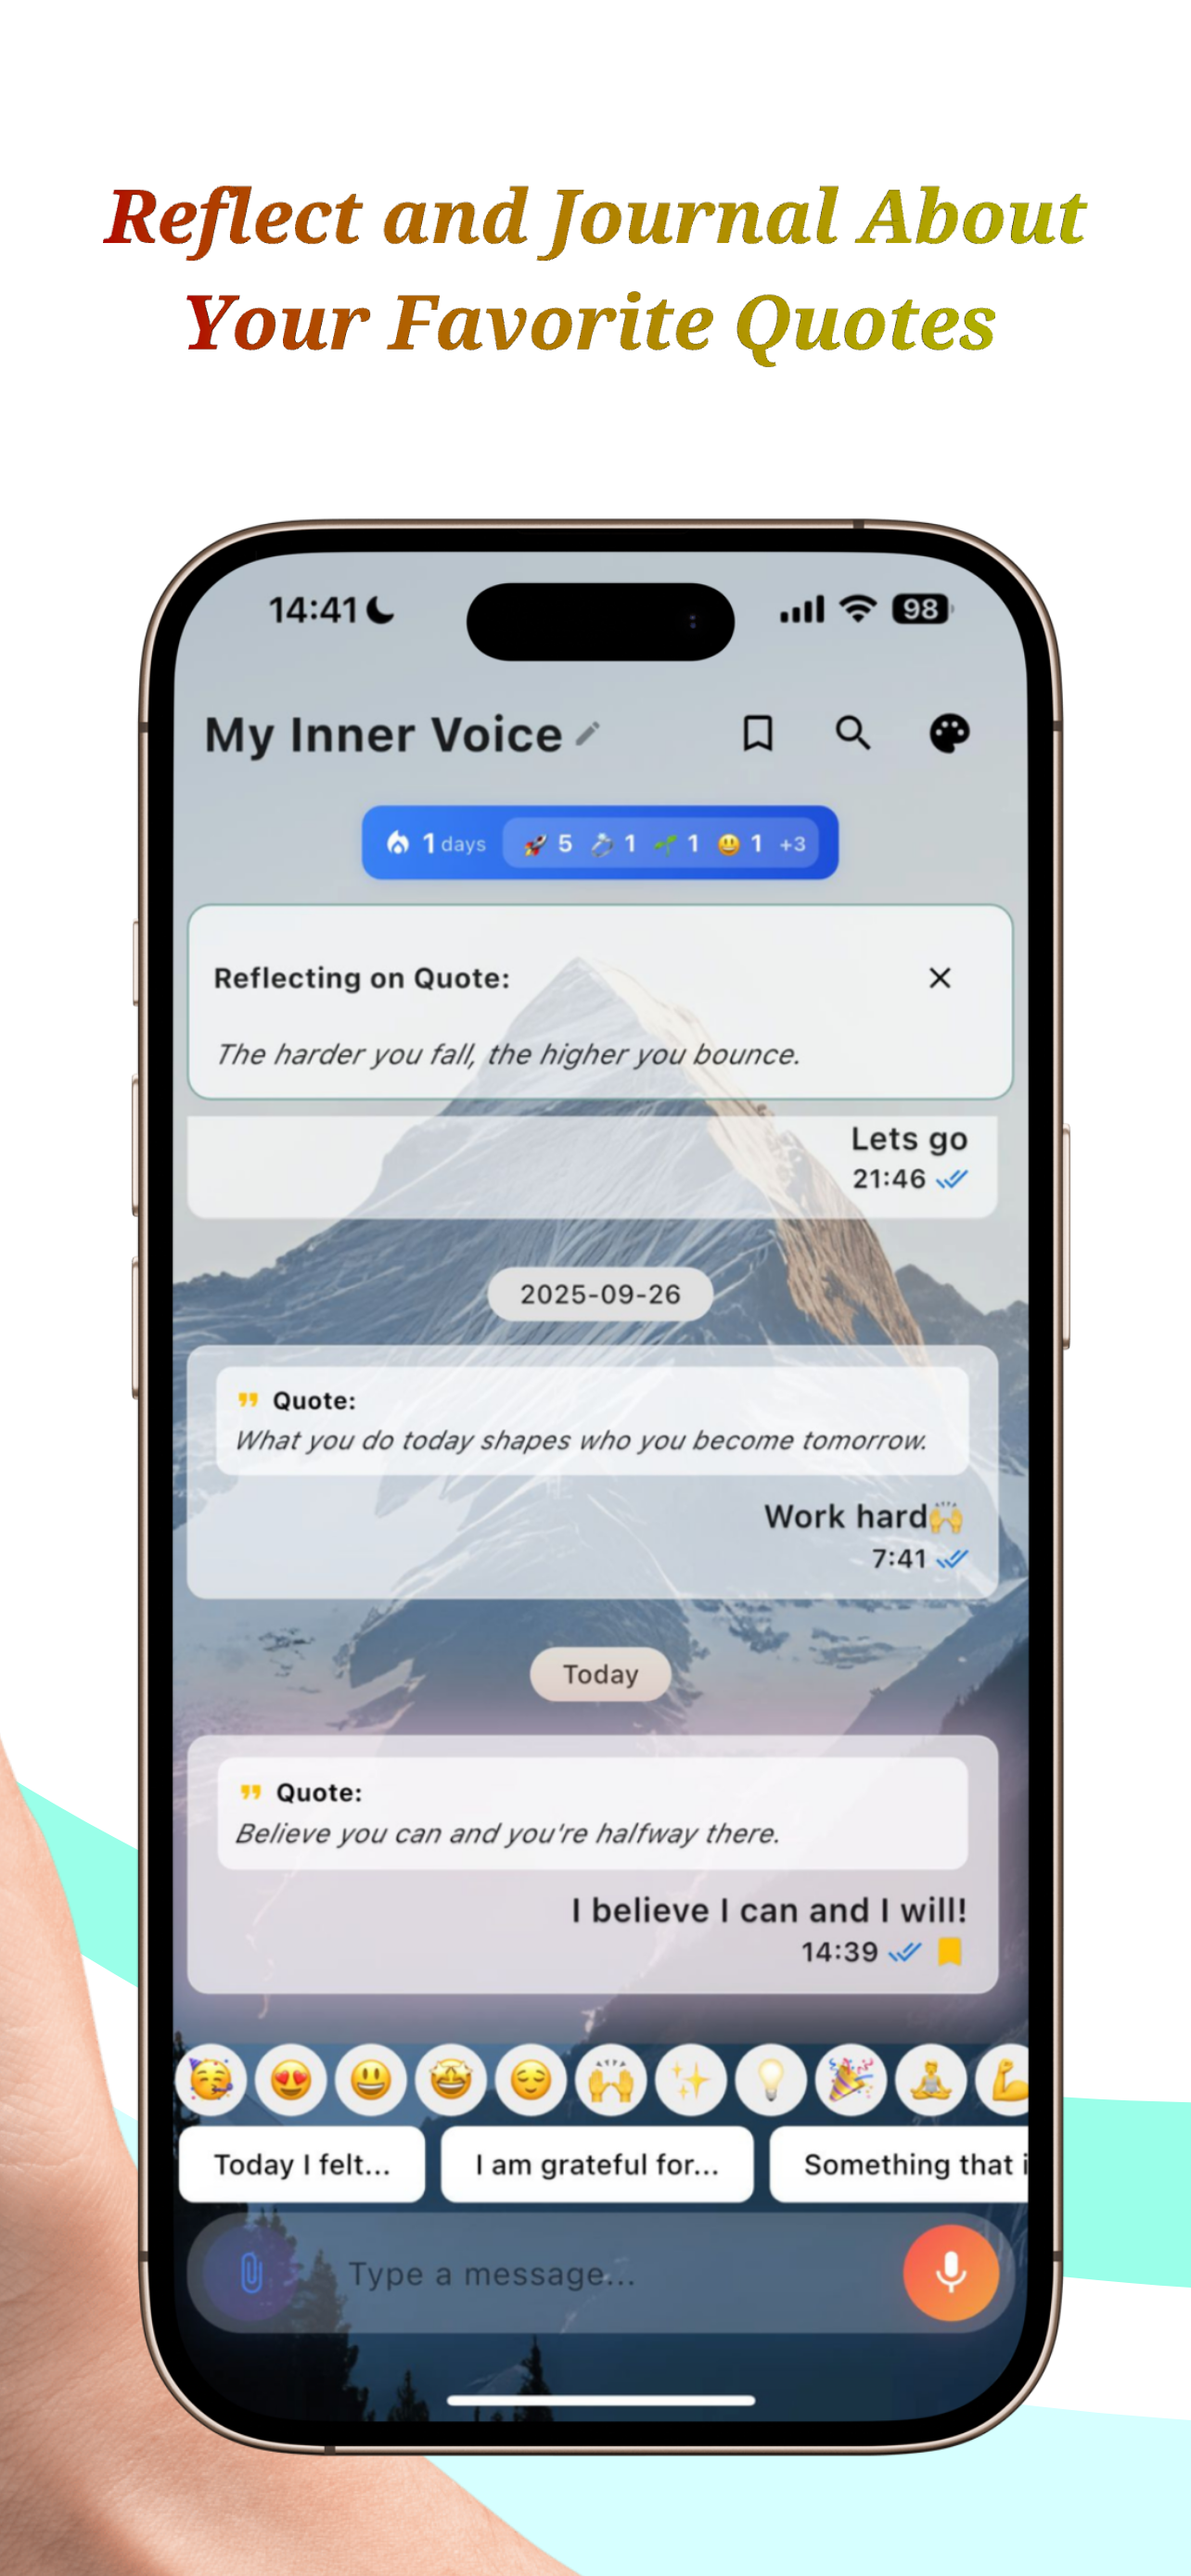 Reflect and Journal About
Your Favorite Quotes
14:41
98
My Inner Voice
1 days 🚀 5 💍 1 🌱 1 😃 1 +3
Reflecting on Quote:
The harder you fall, the higher you bounce.
Lets go
21:46
2025-09-26
Quote:
What you do today shapes who you become tomorrow.
Work hard🙌
7:41
Today
Quote:
Believe you can and you're halfway there.
I believe I can and I will!
14:39
Today I felt... I am grateful for... Something that i
Type a message...